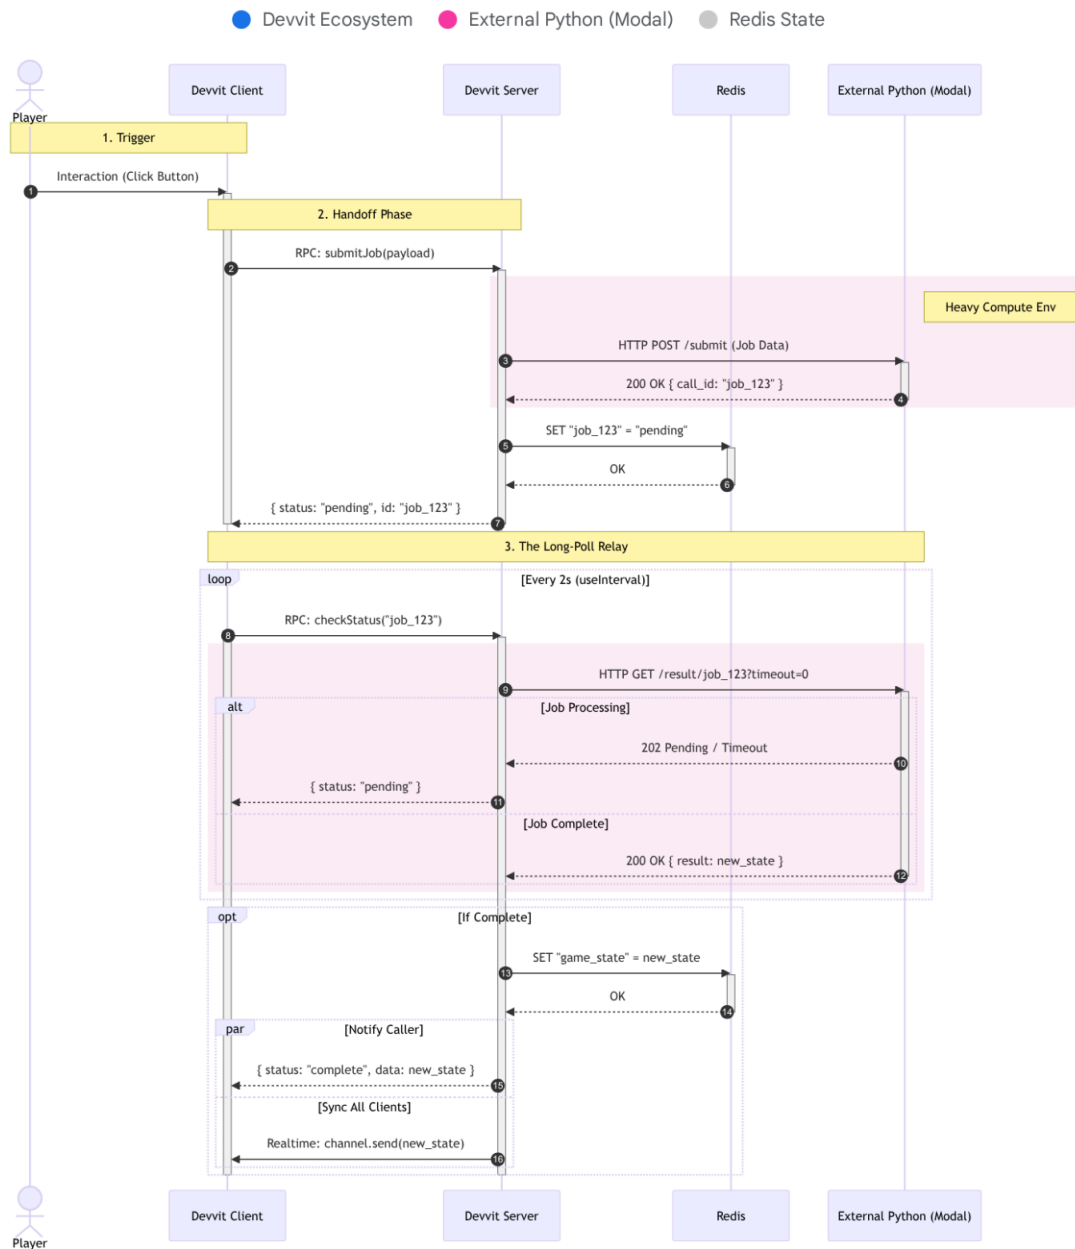 Devvit Ecosystem External Python (Modal) Redis State
Player
Devvit Client
Devvit Server
Redis
External Python (Modal)
1. Trigger
1 Interaction (Click Button)
2. Handoff Phase
2 RPC: submitJob(payload)
Heavy Compute Env
3 HTTP POST /submit (Job Data)
200 OK { call_id: "job_123" } 4
5 SET "job_123" = "pending"
OK 6
{ status: "pending", id: "job_123" } 7
3. The Long-Poll Relay
loop [Every 2s (useInterval)]
8 RPC: checkStatus("job_123")
9 HTTP GET /result/job_123?timeout=0
alt [Job Processing]
202 Pending / Timeout 10
{ status: "pending" } 11
[Job Complete]
200 OK { result: new_state } 12
opt [If Complete]
13 SET "game_state" = new_state
OK 14
par [Notify Caller]
{ status: "complete", data: new_state } 15
[Sync All Clients]
Realtime: channel.send(new_state) 16
Player
Devvit Client
Devvit Server
Redis
External Python (Modal)